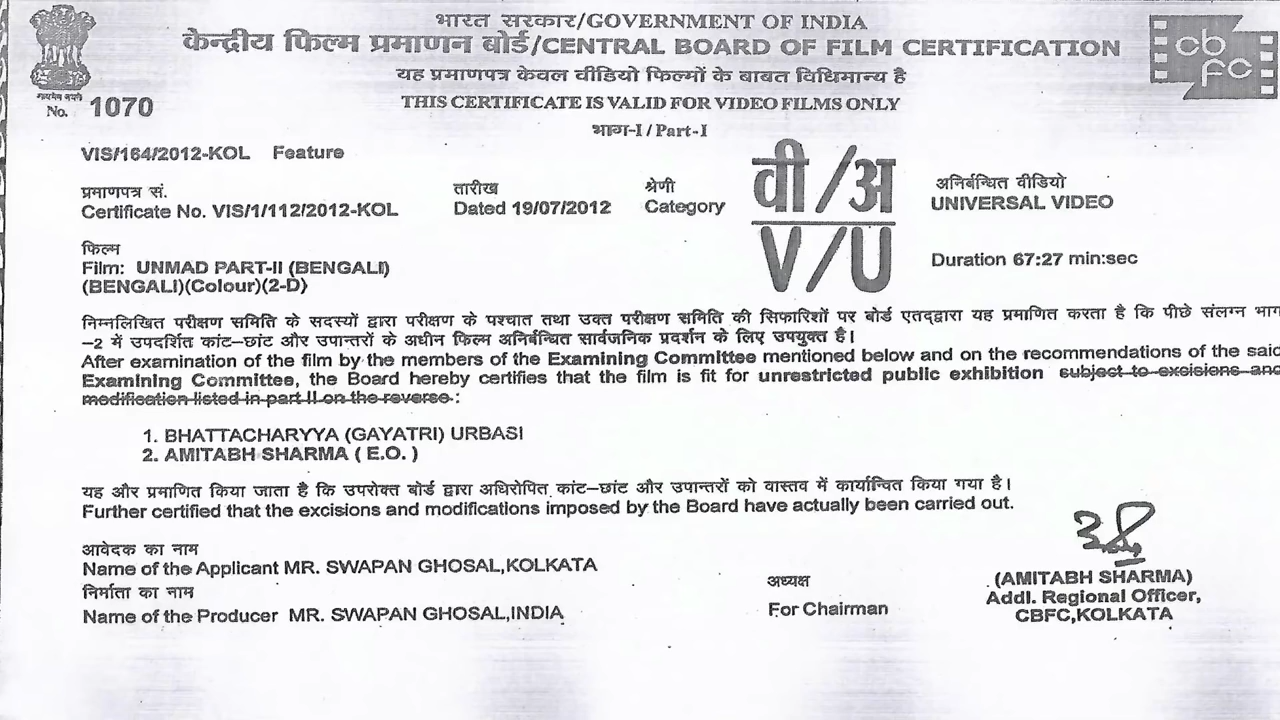 भारत सरकार/GOVERNMENT OF INDIA
केन्द्रीय फिल्म प्रमाणन बोर्ड/CENTRAL BOARD OF FILM CERTIFICATION
cb
fc
यह प्रमाणपत्र केवल वीडियो फिल्मों के बाबत विधिमान्य है
सत्यमेव जयते
No. 1070
THIS CERTIFICATE IS VALID FOR VIDEO FILMS ONLY
भाग-I / Part-I
VIS/164/2012-KOL Feature
प्रमाणपत्र सं. तारीख श्रेणी वी/अ अनिर्बन्धित वीडियो
Certificate No. VIS/1/112/2012-KOL Dated 19/07/2012 Category UNIVERSAL VIDEO
फिल्म
V/U Duration 67:27 min:sec
Film: UNMAD PART-II (BENGALI)
(BENGALI)(Colour)(2-D)
निम्नलिखित परीक्षण समिति के सदस्यों द्वारा परीक्षण के पश्चात तथा उक्त परीक्षण समिति की सिफारिशों पर बोर्ड एतद्द्वारा यह प्रमाणित करता है कि पीछे संलग्न भाग
-2 में उपदर्शित कांट-छांट और उपान्तरों के अधीन फिल्म अनिर्बन्धित सार्वजनिक प्रदर्शन के लिए उपयुक्त है।
After examination of the film by the members of the Examining Committee mentioned below and on the recommendations of the said
Examining Committee, the Board hereby certifies that the film is fit for unrestricted public exhibition subject to excisions and
modification listed in part II on the reverse :
1. BHATTACHARYYA (GAYATRI) URBASI
2. AMITABH SHARMA ( E.O. )
यह और प्रमाणित किया जाता है कि उपरोक्त बोर्ड द्वारा अधिरोपित कांट-छांट और उपान्तरों को वास्तव में कार्यान्वित किया गया है।
Further certified that the excisions and modifications imposed by the Board have actually been carried out.
आवेदक का नाम
Name of the Applicant MR. SWAPAN GHOSAL,KOLKATA
निर्माता का नाम
Name of the Producer MR. SWAPAN GHOSAL,INDIA
अध्यक्ष
For Chairman
(AMITABH SHARMA)
Addl. Regional Officer,
CBFC,KOLKATA